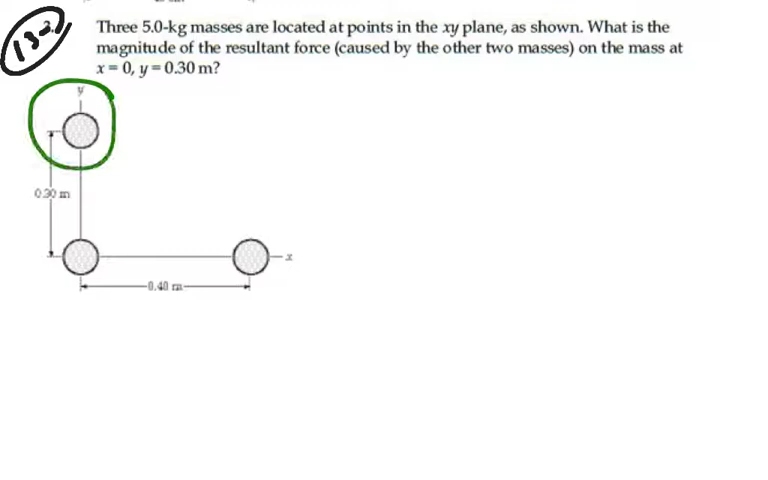 13-2
Three 5.0-kg masses are located at points in the xy plane, as shown. What is the
magnitude of the resultant force (caused by the other two masses) on the mass at
x = 0, y = 0.30 m?
y
0.30 m
x
0.40 m